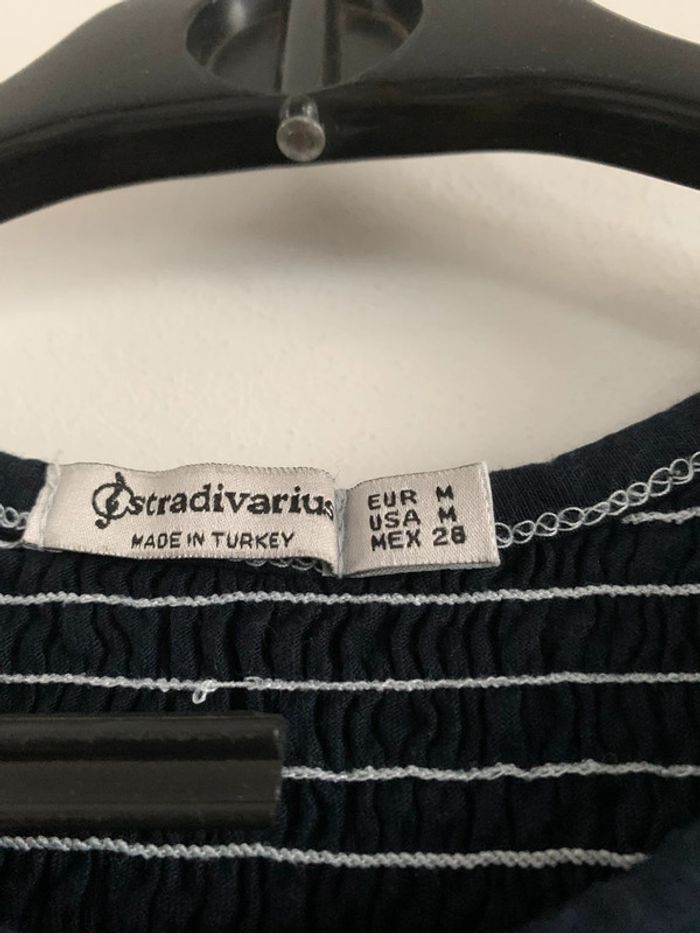 stradivarius
MADE IN TURKEY
EUR M
USA M
MEX 28